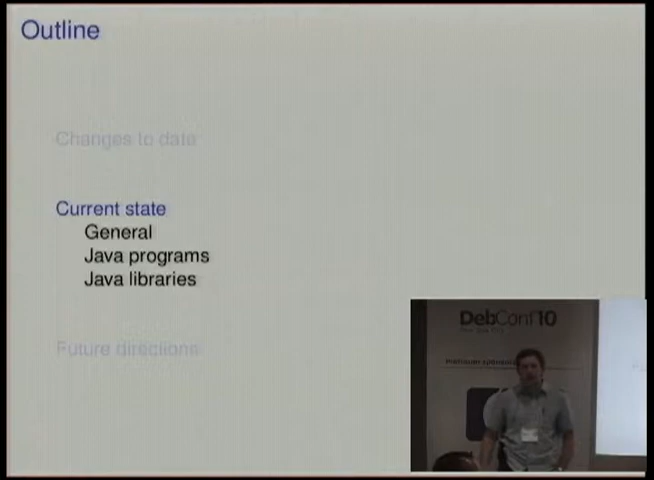 Outline
Changes to date
Current state
General
Java programs
Java libraries
Future directions
DebConf10